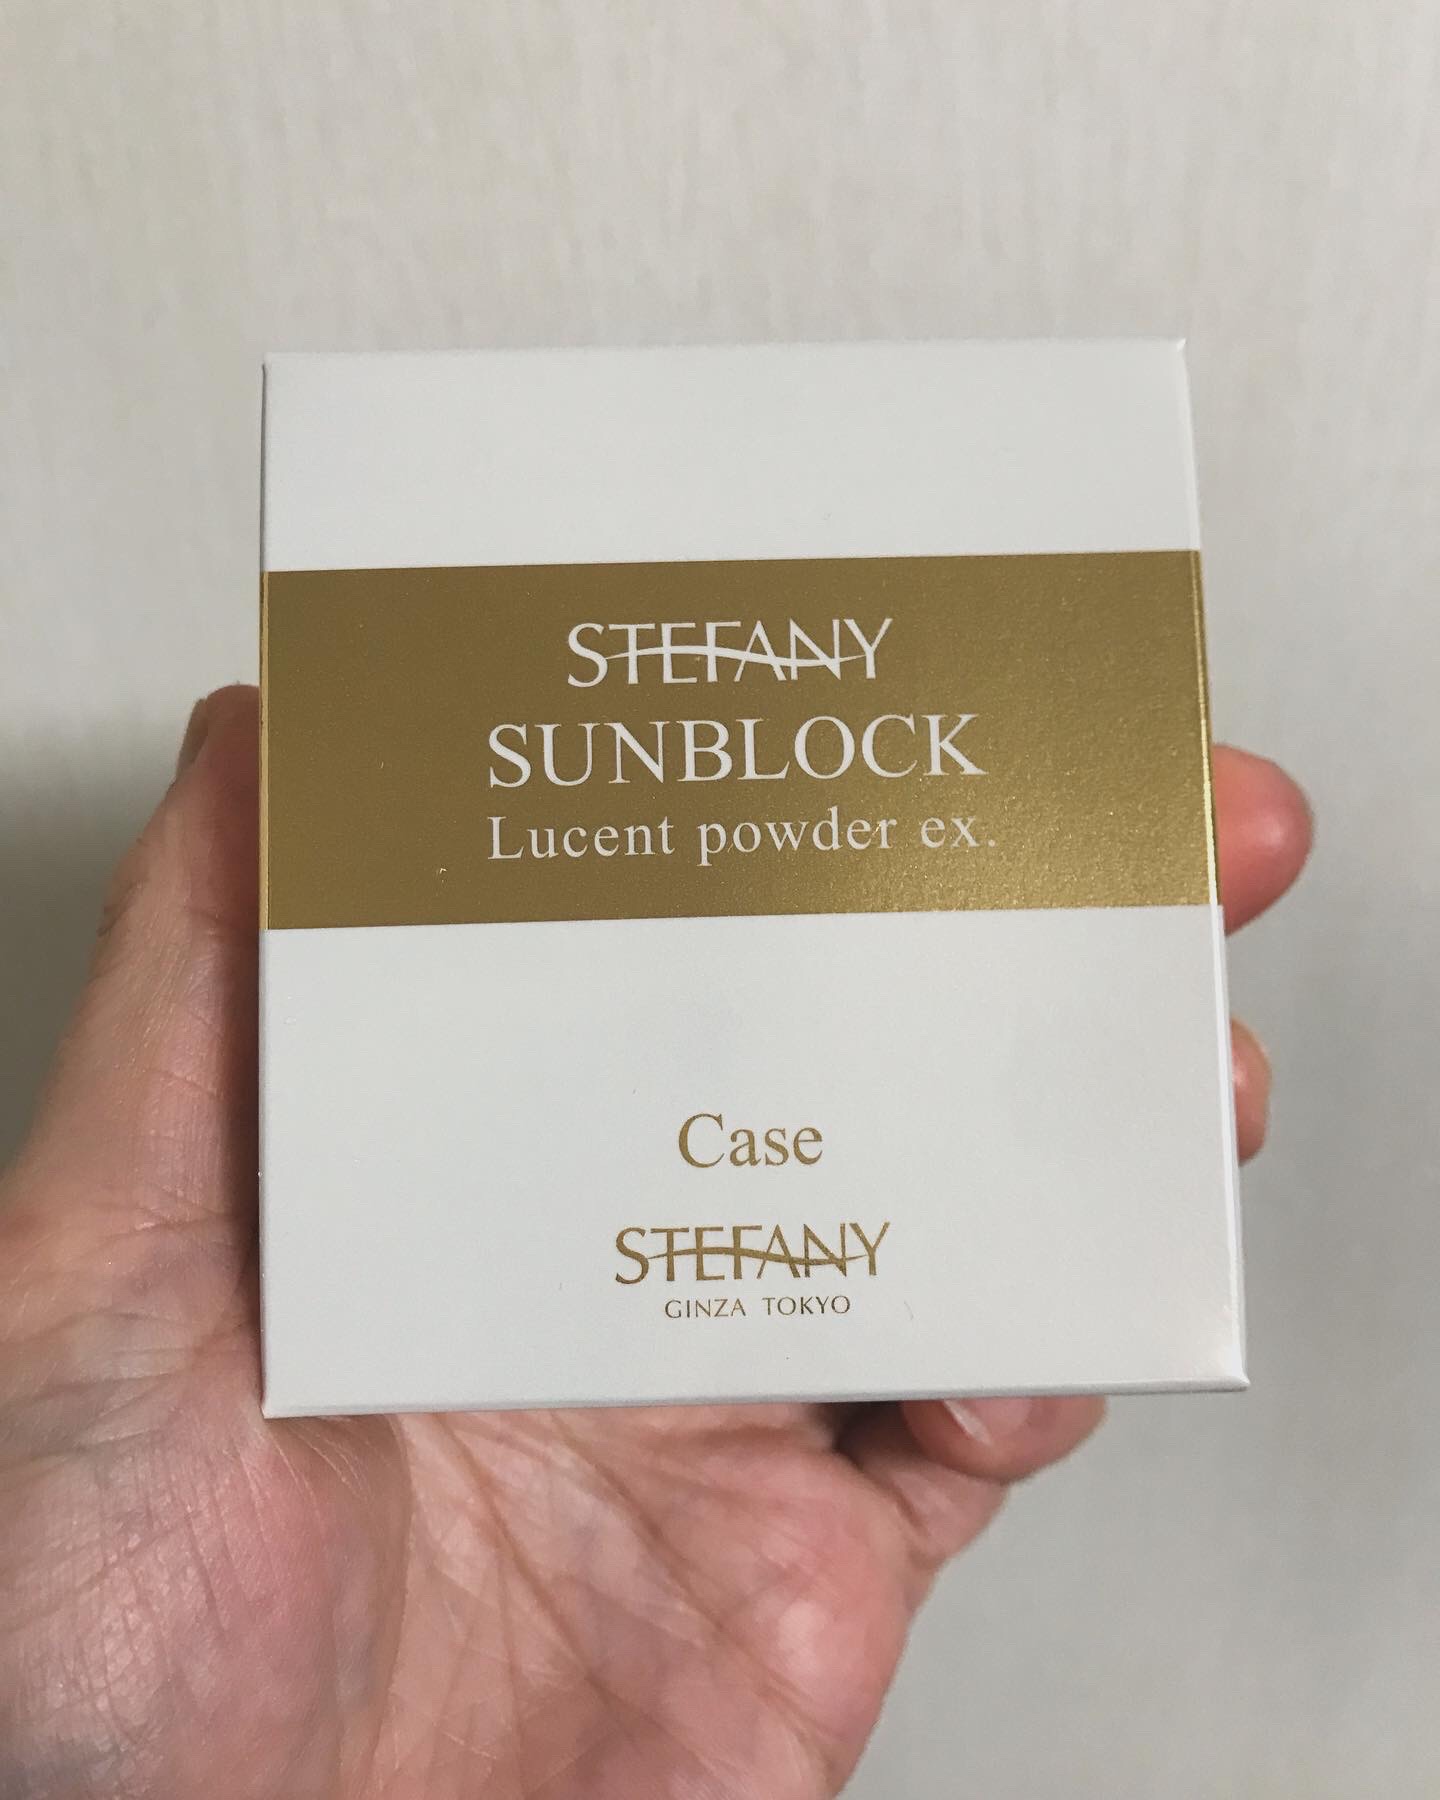 STEFANY
SUNBLOCK
Lucent powder ex.
Case
STEFANY
GINZA TOKYO